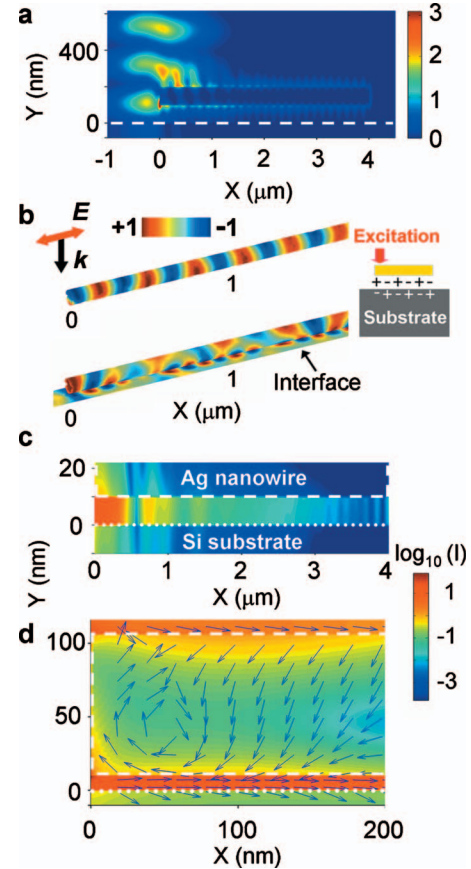 a
600
Y (nm)
0
-1 0 1 2 3 4
X (μm)
3
2
1
0
b
E
k
+1 -1
0
1
Excitation
+-+-+-
-+-+-+
Substrate
0
1
X (μm)
Interface
c
20
0
Y (nm)
Ag nanowire
Si substrate
0 1 2 3 4
X (μm)
log10 (I)
1
-1
-3
d
100
50
0
Y (nm)
0 100 200
X (nm)